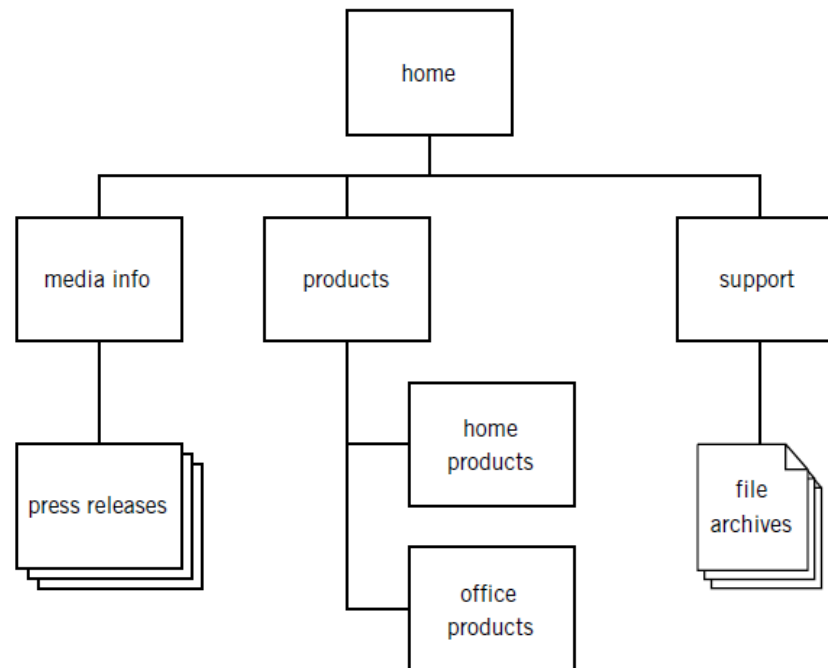 home
media info
products
support
home
products
press releases
file
archives
office
products